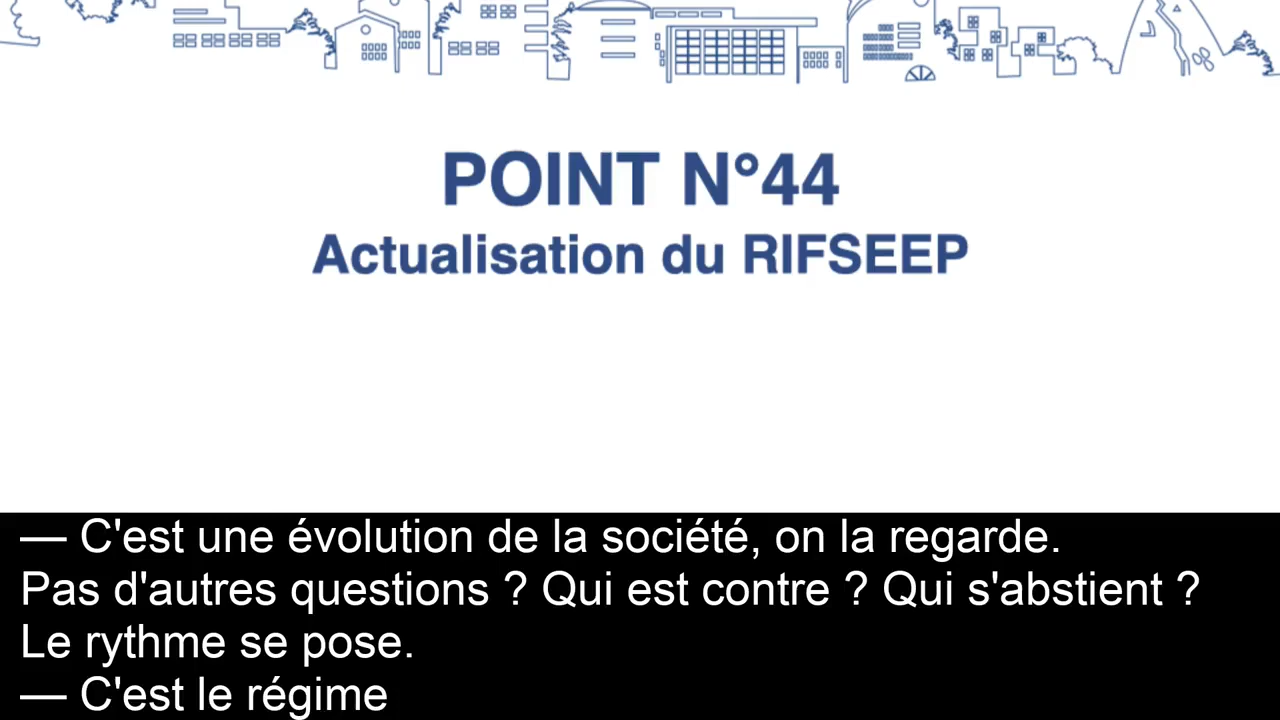 POINT N°44
Actualisation du RIFSEEP
— C'est une évolution de la société, on la regarde.
Pas d'autres questions ? Qui est contre ? Qui s'abstient ?
Le rythme se pose.
— C'est le régime